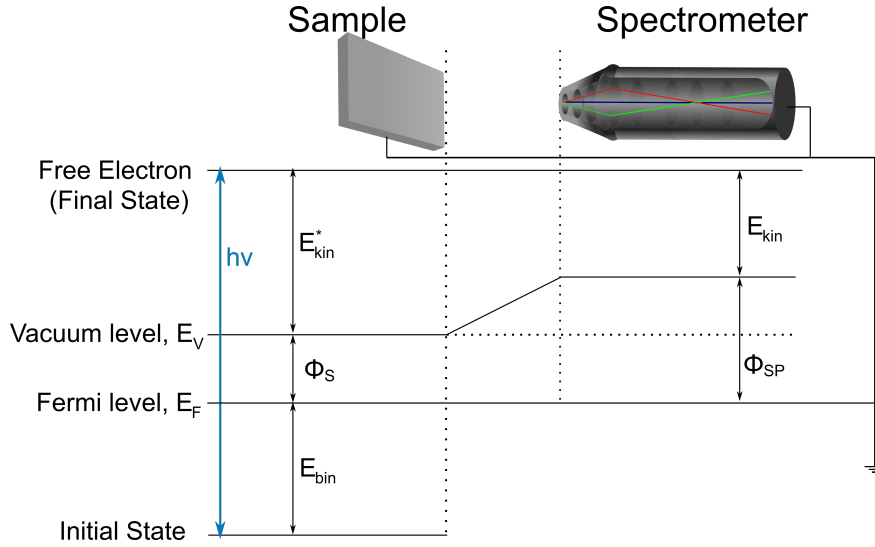 Sample
Spectrometer
Free Electron
(Final State)
hν
E*kin
Ekin
Vacuum level, EV
ΦS
ΦSP
Fermi level, EF
Ebin
Initial State